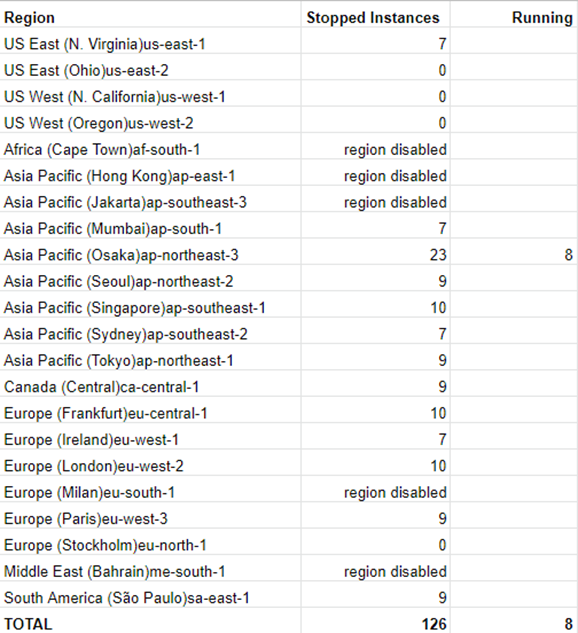 Region Stopped Instances Running
US East (N. Virginia)us-east-1 7
US East (Ohio)us-east-2 0
US West (N. California)us-west-1 0
US West (Oregon)us-west-2 0
Africa (Cape Town)af-south-1 region disabled
Asia Pacific (Hong Kong)ap-east-1 region disabled
Asia Pacific (Jakarta)ap-southeast-3 region disabled
Asia Pacific (Mumbai)ap-south-1 7
Asia Pacific (Osaka)ap-northeast-3 23 8
Asia Pacific (Seoul)ap-northeast-2 9
Asia Pacific (Singapore)ap-southeast-1 10
Asia Pacific (Sydney)ap-southeast-2 7
Asia Pacific (Tokyo)ap-northeast-1 9
Canada (Central)ca-central-1 9
Europe (Frankfurt)eu-central-1 10
Europe (Ireland)eu-west-1 7
Europe (London)eu-west-2 10
Europe (Milan)eu-south-1 region disabled
Europe (Paris)eu-west-3 9
Europe (Stockholm)eu-north-1 0
Middle East (Bahrain)me-south-1 region disabled
South America (São Paulo)sa-east-1 9
TOTAL 126 8